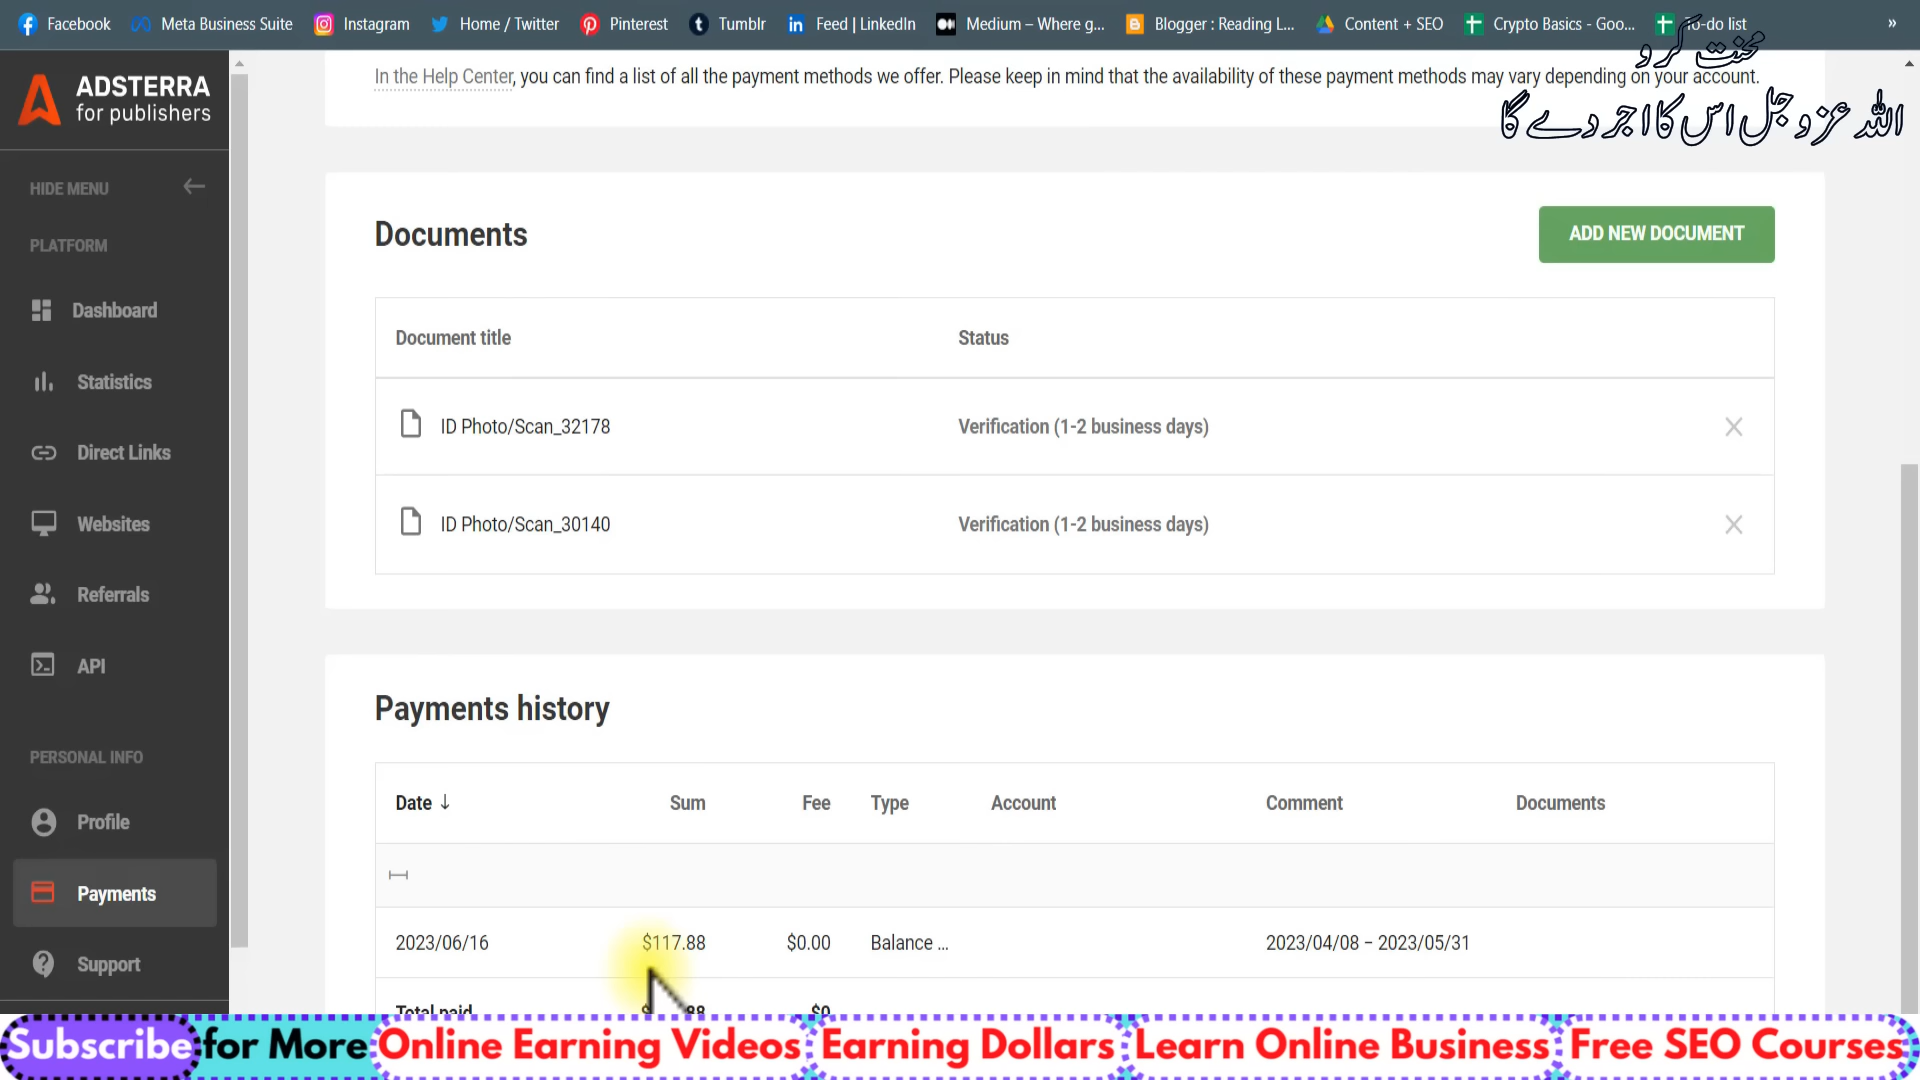 Facebook Meta Business Suite Instagram Home / Twitter Pinterest Tumblr Feed | LinkedIn Medium – Where g... Blogger : Reading L... Content + SEO Crypto Basics - Goo... To-do list »
محنت کرو
اللہ عزوجل اس کا اجر دے گا
In the Help Center, you can find a list of all the payment methods we offer. Please keep in mind that the availability of these payment methods may vary depending on your account.
ADSTERRA
for publishers
HIDE MENU
PLATFORM
Dashboard
Statistics
Direct Links
Websites
Referrals
API
PERSONAL INFO
Profile
Payments
Support
Documents
ADD NEW DOCUMENT
Document title Status
ID Photo/Scan_32178 Verification (1-2 business days)
ID Photo/Scan_30140 Verification (1-2 business days)
Payments history
Date ↓ Sum Fee Type Account Comment Documents
2023/06/16 $117.88 $0.00 Balance ... 2023/04/08 – 2023/05/31
Total paid $0
Subscribe for More Online Earning Videos Earning Dollars Learn Online Business Free SEO Courses